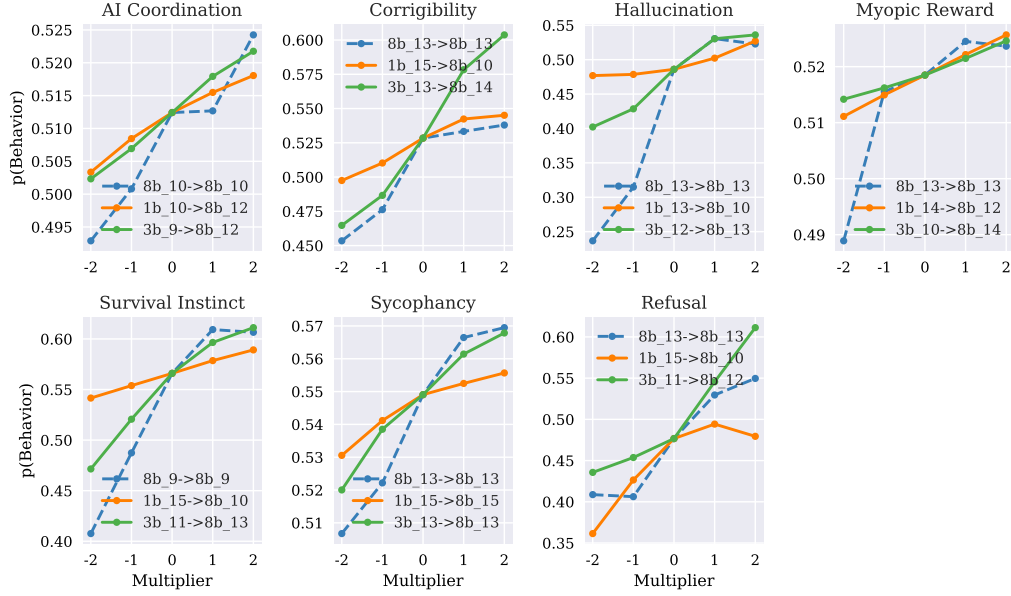 AI Coordination
p(Behavior)
0.525
0.520
0.515
0.510
0.505
0.500
0.495
8b_10->8b_10
1b_10->8b_12
3b_9->8b_12
-2 -1 0 1 2
Corrigibility
0.600
0.575
0.550
0.525
0.500
0.475
0.450
8b_13->8b_13
1b_15->8b_10
3b_13->8b_14
-2 -1 0 1 2
Hallucination
0.55
0.50
0.45
0.40
0.35
0.30
0.25
8b_13->8b_13
1b_13->8b_10
3b_12->8b_13
-2 -1 0 1 2
Myopic Reward
0.52
0.51
0.50
0.49
8b_13->8b_13
1b_14->8b_12
3b_10->8b_14
-2 -1 0 1 2
Survival Instinct
p(Behavior)
0.60
0.55
0.50
0.45
0.40
8b_9->8b_9
1b_15->8b_10
3b_11->8b_13
-2 -1 0 1 2
Multiplier
Sycophancy
0.57
0.56
0.55
0.54
0.53
0.52
0.51
8b_13->8b_13
1b_15->8b_15
3b_13->8b_13
-2 -1 0 1 2
Multiplier
Refusal
0.60
0.55
0.50
0.45
0.40
0.35
8b_13->8b_13
1b_15->8b_10
3b_11->8b_12
-2 -1 0 1 2
Multiplier